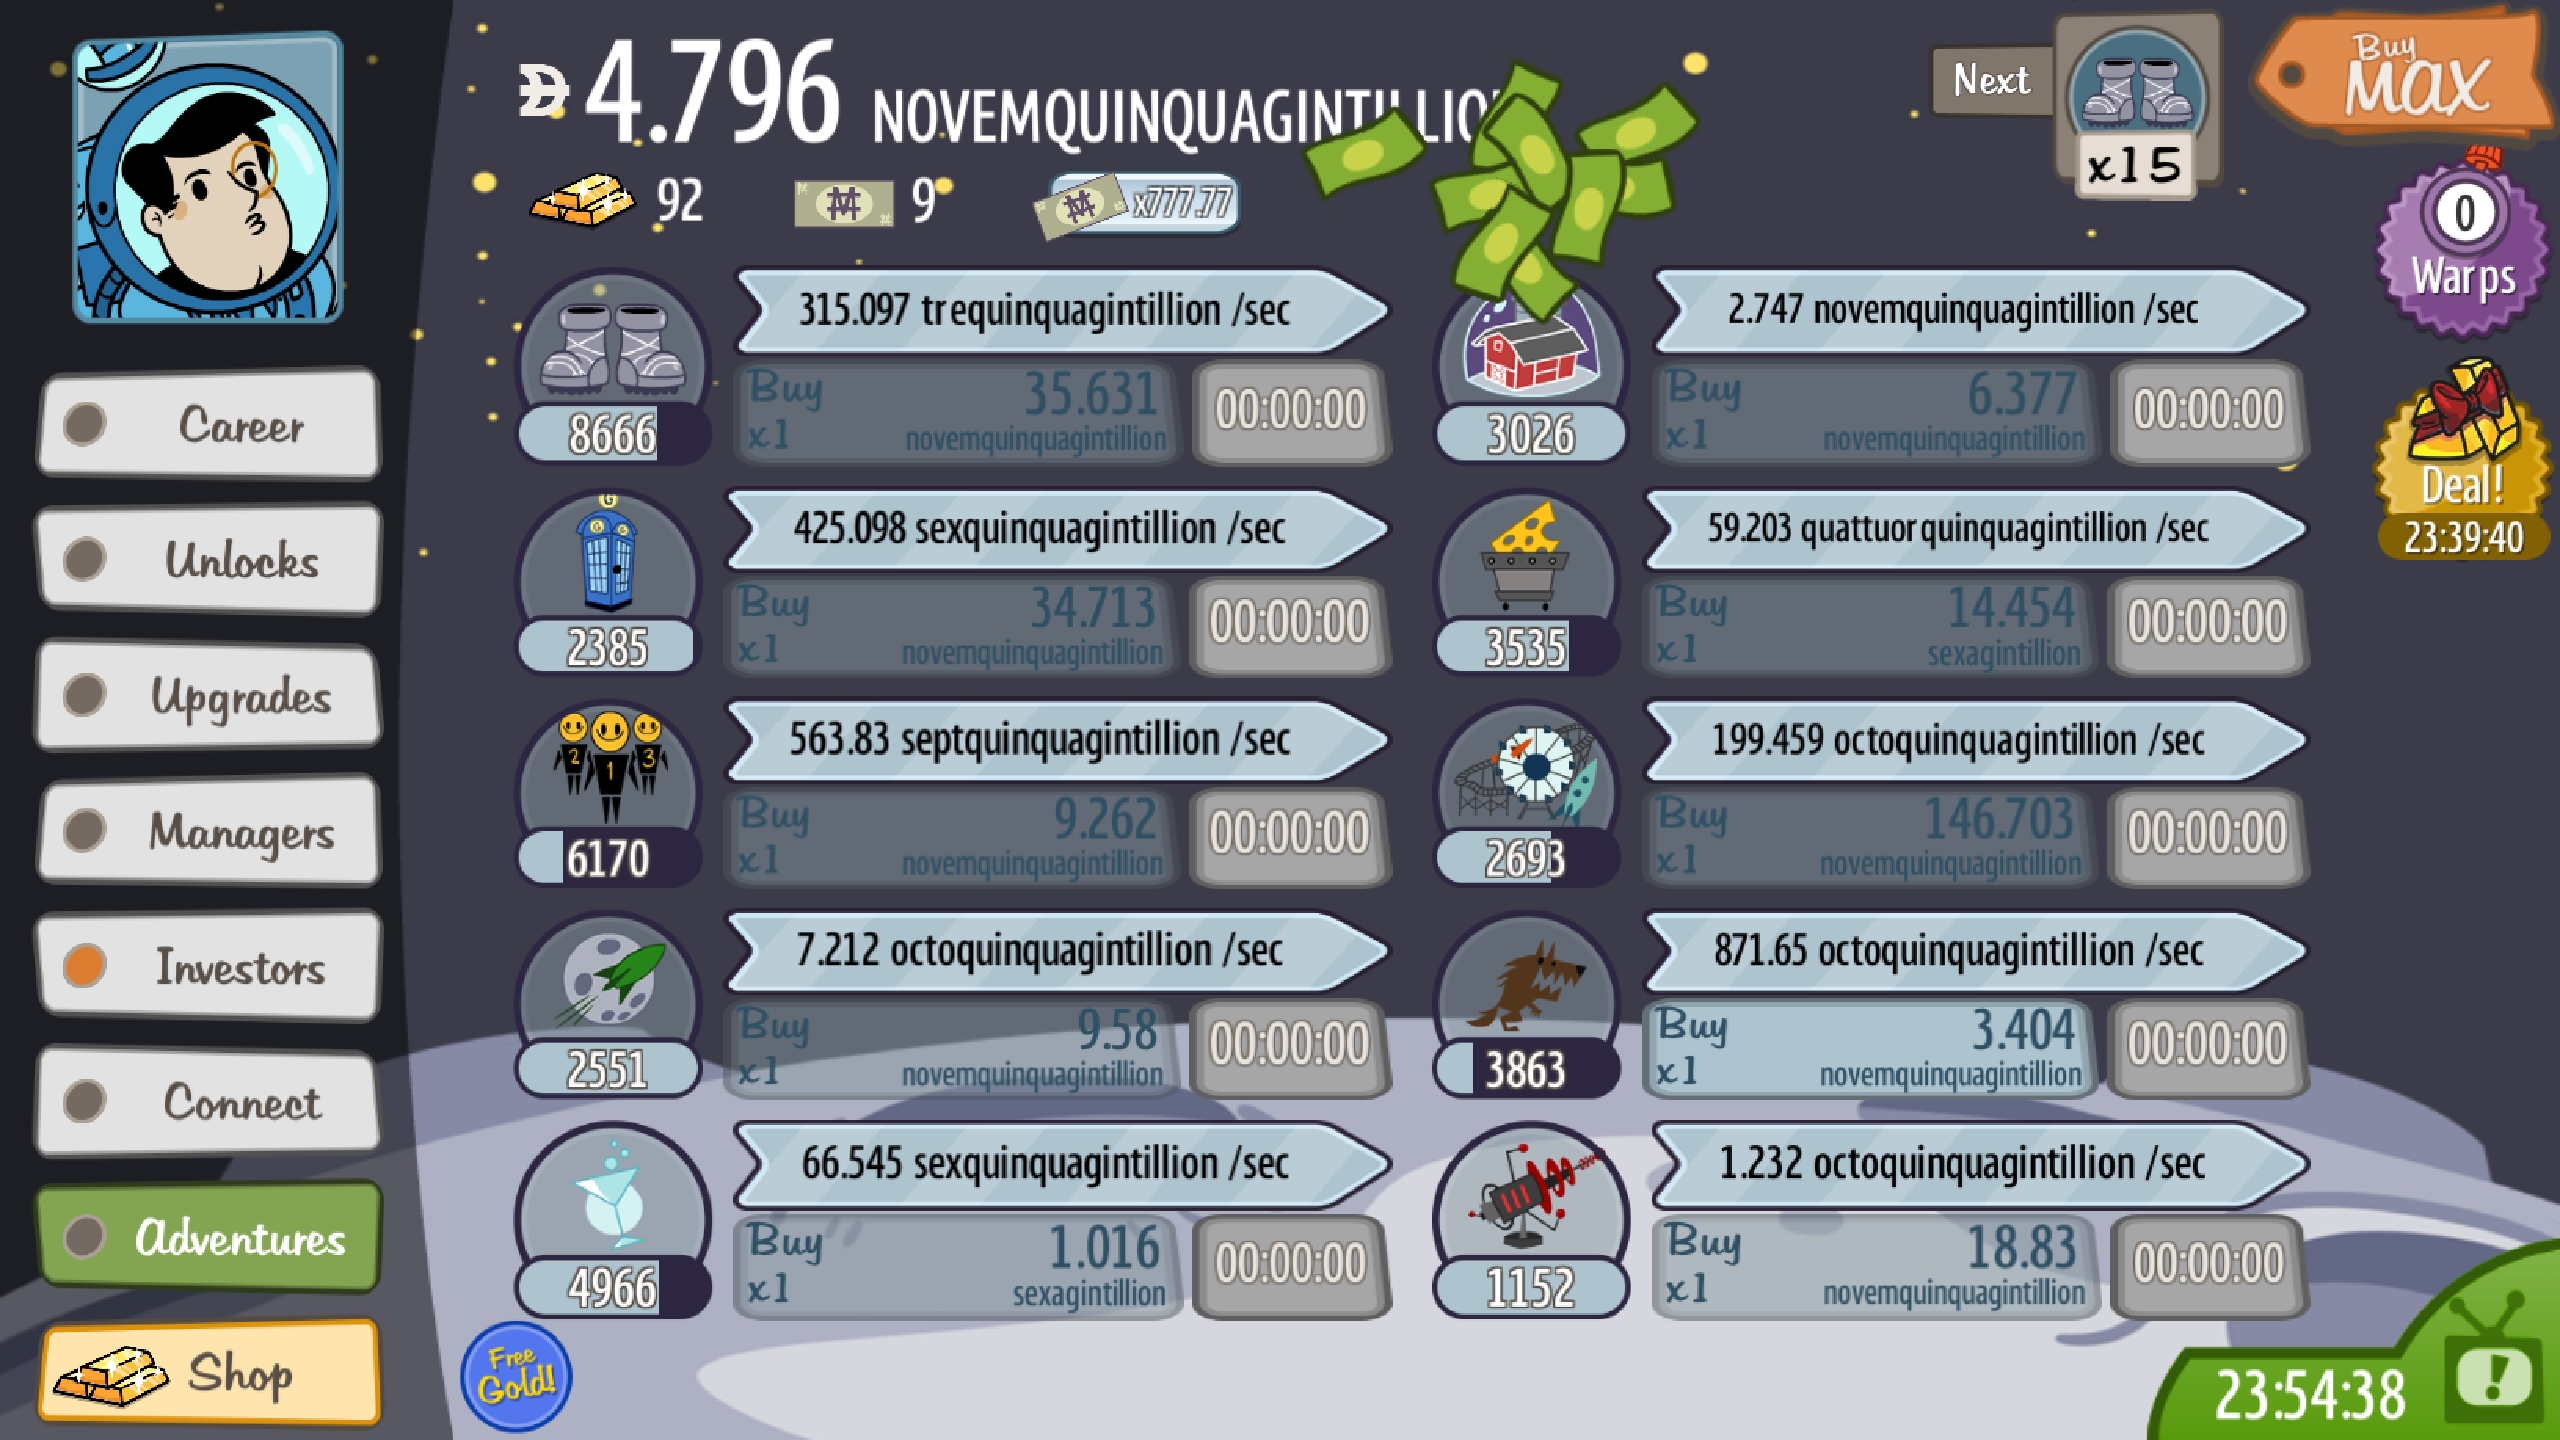 4.796 NOVEMQUINQUAGINTILLIO
92
9
x777.77
Next
x15
Buy
MAX
0
Warps
Deal!
23:39:40
Career
Unlocks
Upgrades
Managers
Investors
Connect
Adventures
Shop
315.097 trequinquagintillion /sec
Buy
x1
35.631
novemquinquagintillion
00:00:00
8666
2.747 novemquinquagintillion /sec
Buy
x1
6.377
novemquinquagintillion
00:00:00
3026
425.098 sexquinquagintillion /sec
Buy
x1
34.713
novemquinquagintillion
00:00:00
2385
59.203 quattuorquinquagintillion /sec
Buy
x1
14.454
sexagintillion
00:00:00
3535
2
1
3
563.83 septquinquagintillion /sec
Buy
x1
9.262
novemquinquagintillion
00:00:00
6170
199.459 octoquinquagintillion /sec
Buy
x1
146.703
novemquinquagintillion
00:00:00
2693
7.212 octoquinquagintillion /sec
Buy
x1
9.58
novemquinquagintillion
00:00:00
2551
871.65 octoquinquagintillion /sec
Buy
x1
3.404
novemquinquagintillion
00:00:00
3863
66.545 sexquinquagintillion /sec
Buy
x1
1.016
sexagintillion
00:00:00
4966
1.232 octoquinquagintillion /sec
Buy
x1
18.83
novemquinquagintillion
00:00:00
1152
Free
Gold!
23:54:38
!